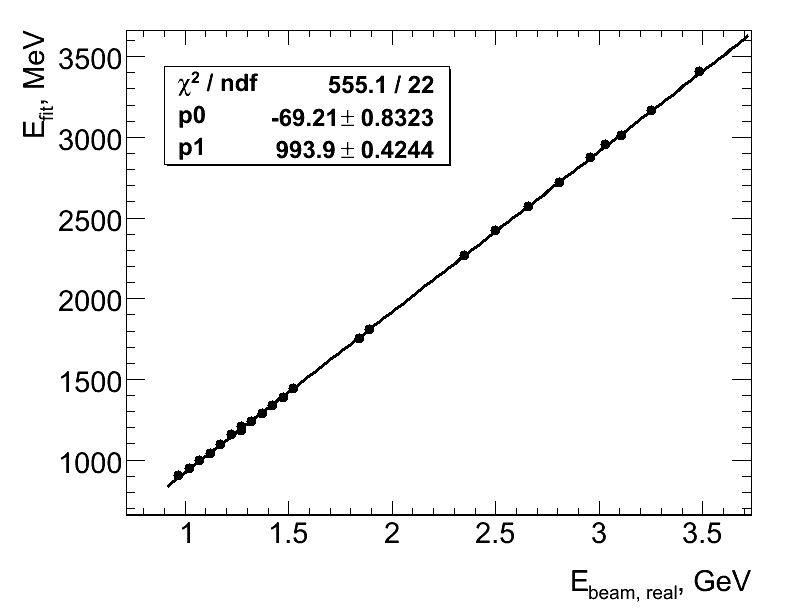 E_fit, MeV
3500
3000
2500
2000
1500
1000
χ² / ndf 555.1 / 22
p0 -69.21 ± 0.8323
p1 993.9 ± 0.4244
1 1.5 2 2.5 3 3.5
E_beam, real, GeV